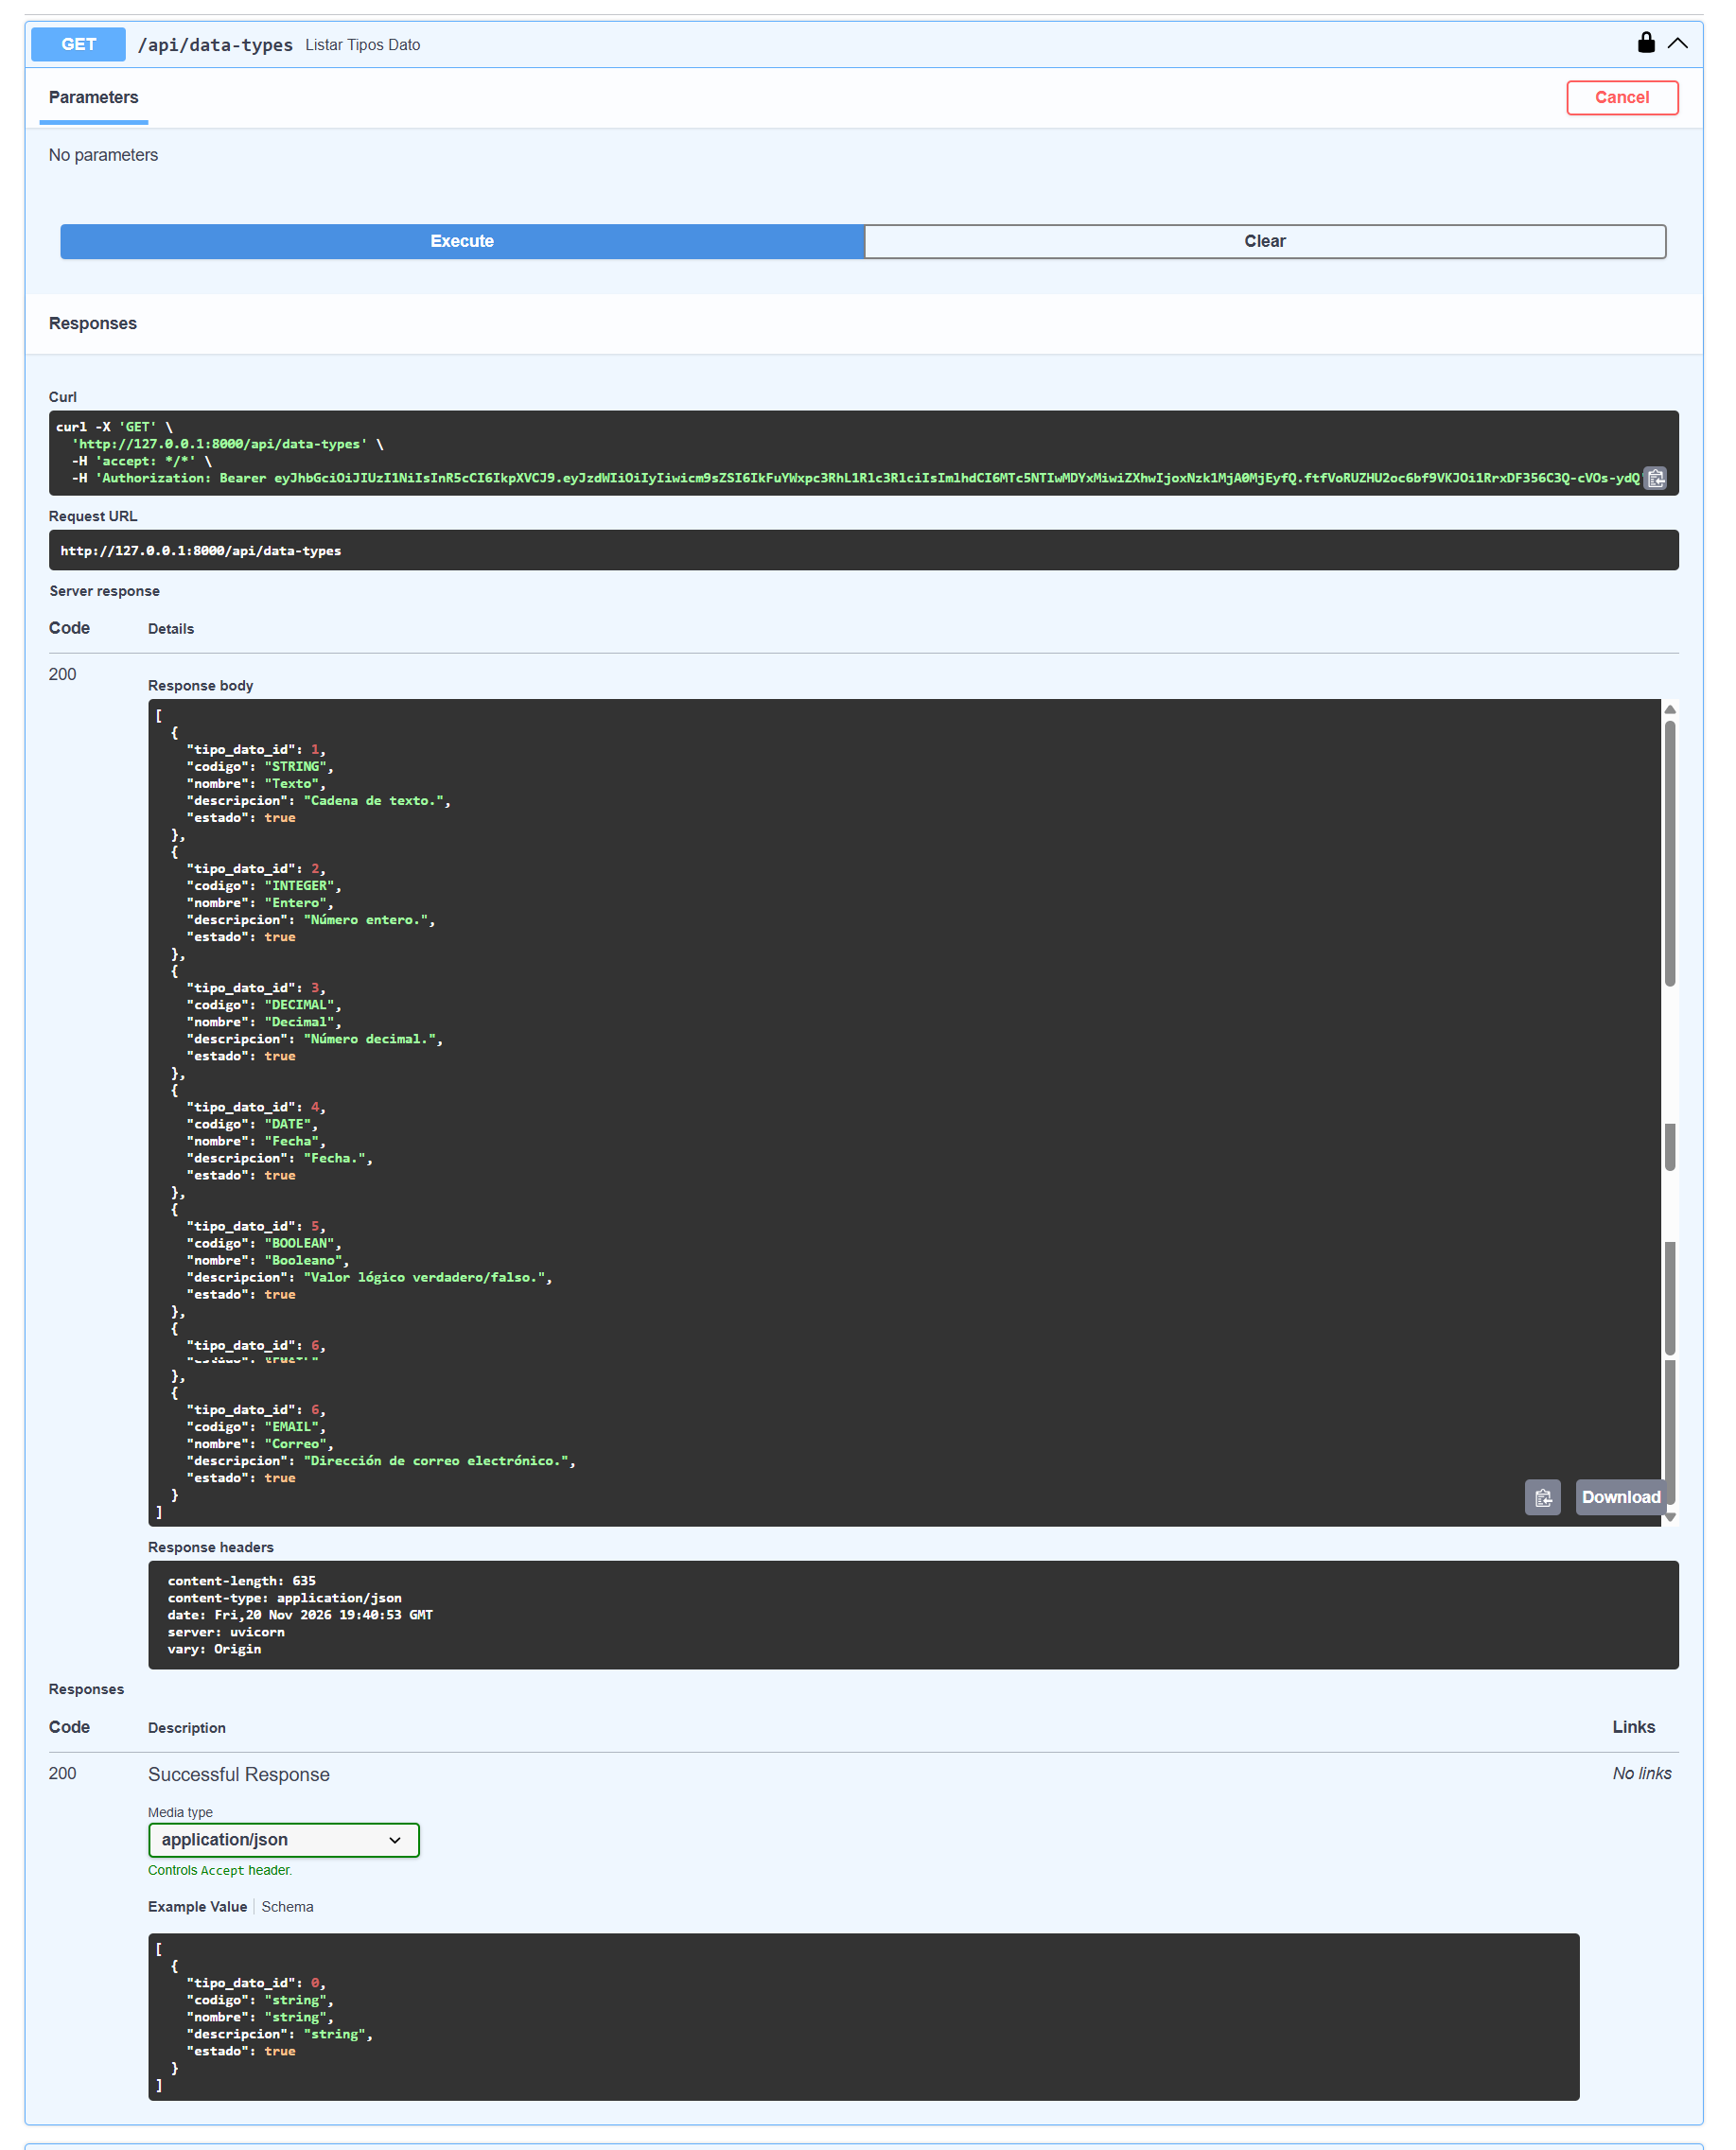 GET /api/data-types Listar Tipos Dato
Parameters
Cancel
No parameters
Execute
Clear
Responses
Curl
curl -X 'GET' \
'http://127.0.0.1:8000/api/data-types' \
-H 'accept: */*' \
-H 'Authorization: Bearer eyJhbGciOiJIUzI1NiIsInR5cCI6IkpXVCJ9.eyJzdWIiOiIyIiwicm9sZSI6IkFuYWxpc3RhL1Rlc3RlciIsImlhdCI6MTc5NTIwMDYxMiwiZXhwIjoxNzk1MjA0MjEyfQ.ftfVoRUZHU2oc6bf9VKJOi1RrxDF356C3Q-cVOs-ydQ'
Request URL
http://127.0.0.1:8000/api/data-types
Server response
Code Details
200
Response body
[
{
"tipo_dato_id": 1,
"codigo": "STRING",
"nombre": "Texto",
"descripcion": "Cadena de texto.",
"estado": true
},
{
"tipo_dato_id": 2,
"codigo": "INTEGER",
"nombre": "Entero",
"descripcion": "Número entero.",
"estado": true
},
{
"tipo_dato_id": 3,
"codigo": "DECIMAL",
"nombre": "Decimal",
"descripcion": "Número decimal.",
"estado": true
},
{
"tipo_dato_id": 4,
"codigo": "DATE",
"nombre": "Fecha",
"descripcion": "Fecha.",
"estado": true
},
{
"tipo_dato_id": 5,
"codigo": "BOOLEAN",
"nombre": "Booleano",
"descripcion": "Valor lógico verdadero/falso.",
"estado": true
},
{
"tipo_dato_id": 6,
},
{
"tipo_dato_id": 6,
"codigo": "EMAIL",
"nombre": "Correo",
"descripcion": "Dirección de correo electrónico.",
"estado": true
}
]
Download
Response headers
content-length: 635
content-type: application/json
date: Fri,20 Nov 2026 19:40:53 GMT
server: uvicorn
vary: Origin
Responses
Code Description Links
200 Successful Response No links
Media type
application/json
Controls Accept header.
Example Value Schema
[
{
"tipo_dato_id": 0,
"codigo": "string",
"nombre": "string",
"descripcion": "string",
"estado": true
}
]